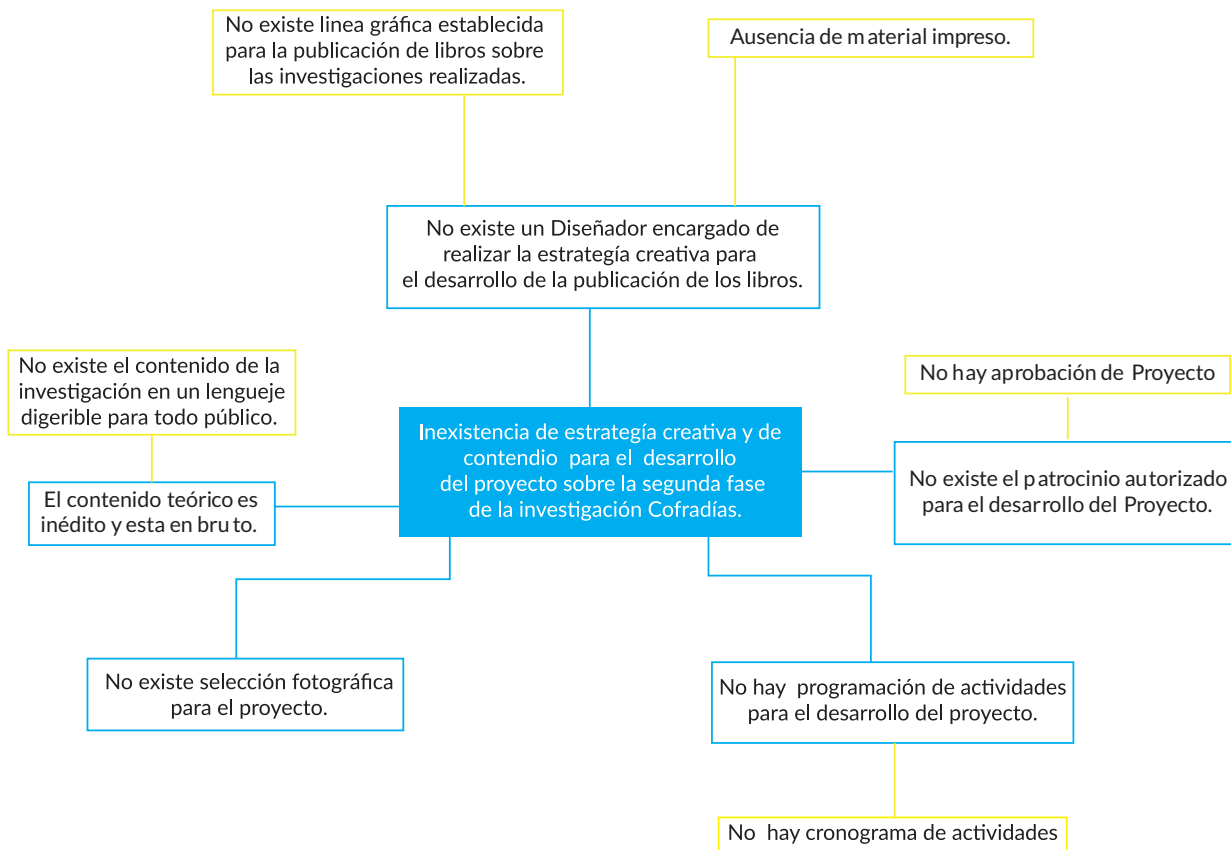 No existe linea gráfica establecida
para la publicación de libros sobre
las investigaciones realizadas.
Ausencia de material impreso.
No existe un Diseñador encargado de
realizar la estrategía creativa para
el desarrollo de la publicación de los libros.
No existe el contenido de la
investigación en un lengueje
digerible para todo público.
No hay aprobación de Proyecto
Inexistencia de estrategía creativa y de
contendio para el desarrollo
del proyecto sobre la segunda fase
de la investigación Cofradías.
El contenido teórico es
inédito y esta en bruto.
No existe el patrocinio autorizado
para el desarrollo del Proyecto.
No existe selección fotográfica
para el proyecto.
No hay programación de actividades
para el desarrollo del proyecto.
No hay cronograma de actividades